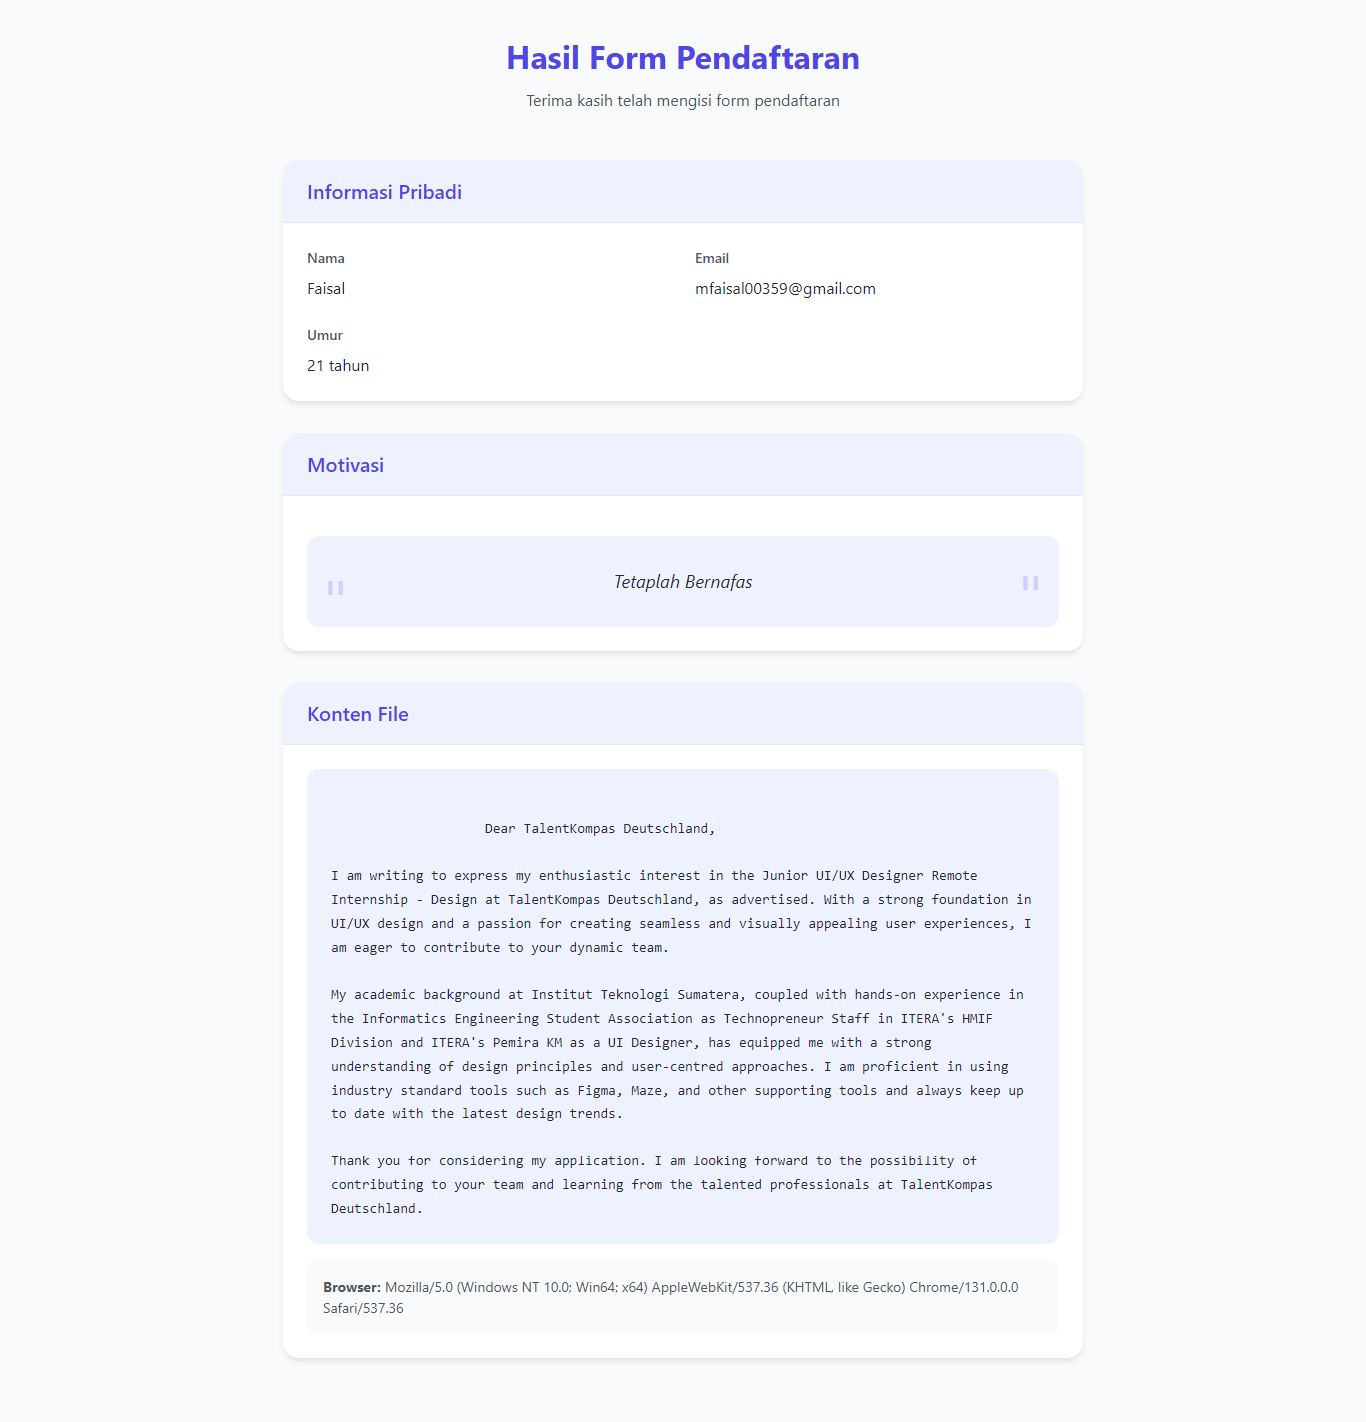 Hasil Form Pendaftaran
Terima kasih telah mengisi form pendaftaran
Informasi Pribadi
Nama
Faisal
Email
mfaisal00359@gmail.com
Umur
21 tahun
Motivasi
" Tetaplah Bernafas "
Konten File
Dear TalentKompas Deutschland,
I am writing to express my enthusiastic interest in the Junior UI/UX Designer Remote
Internship - Design at TalentKompas Deutschland, as advertised. With a strong foundation in
UI/UX design and a passion for creating seamless and visually appealing user experiences, I
am eager to contribute to your dynamic team.
My academic background at Institut Teknologi Sumatera, coupled with hands-on experience in
the Informatics Engineering Student Association as Technopreneur Staff in ITERA's HMIF
Division and ITERA's Pemira KM as a UI Designer, has equipped me with a strong
understanding of design principles and user-centred approaches. I am proficient in using
industry standard tools such as Figma, Maze, and other supporting tools and always keep up
to date with the latest design trends.
Thank you for considering my application. I am looking forward to the possibility of
contributing to your team and learning from the talented professionals at TalentKompas
Deutschland.
Browser: Mozilla/5.0 (Windows NT 10.0; Win64; x64) AppleWebKit/537.36 (KHTML, like Gecko) Chrome/131.0.0.0
Safari/537.36